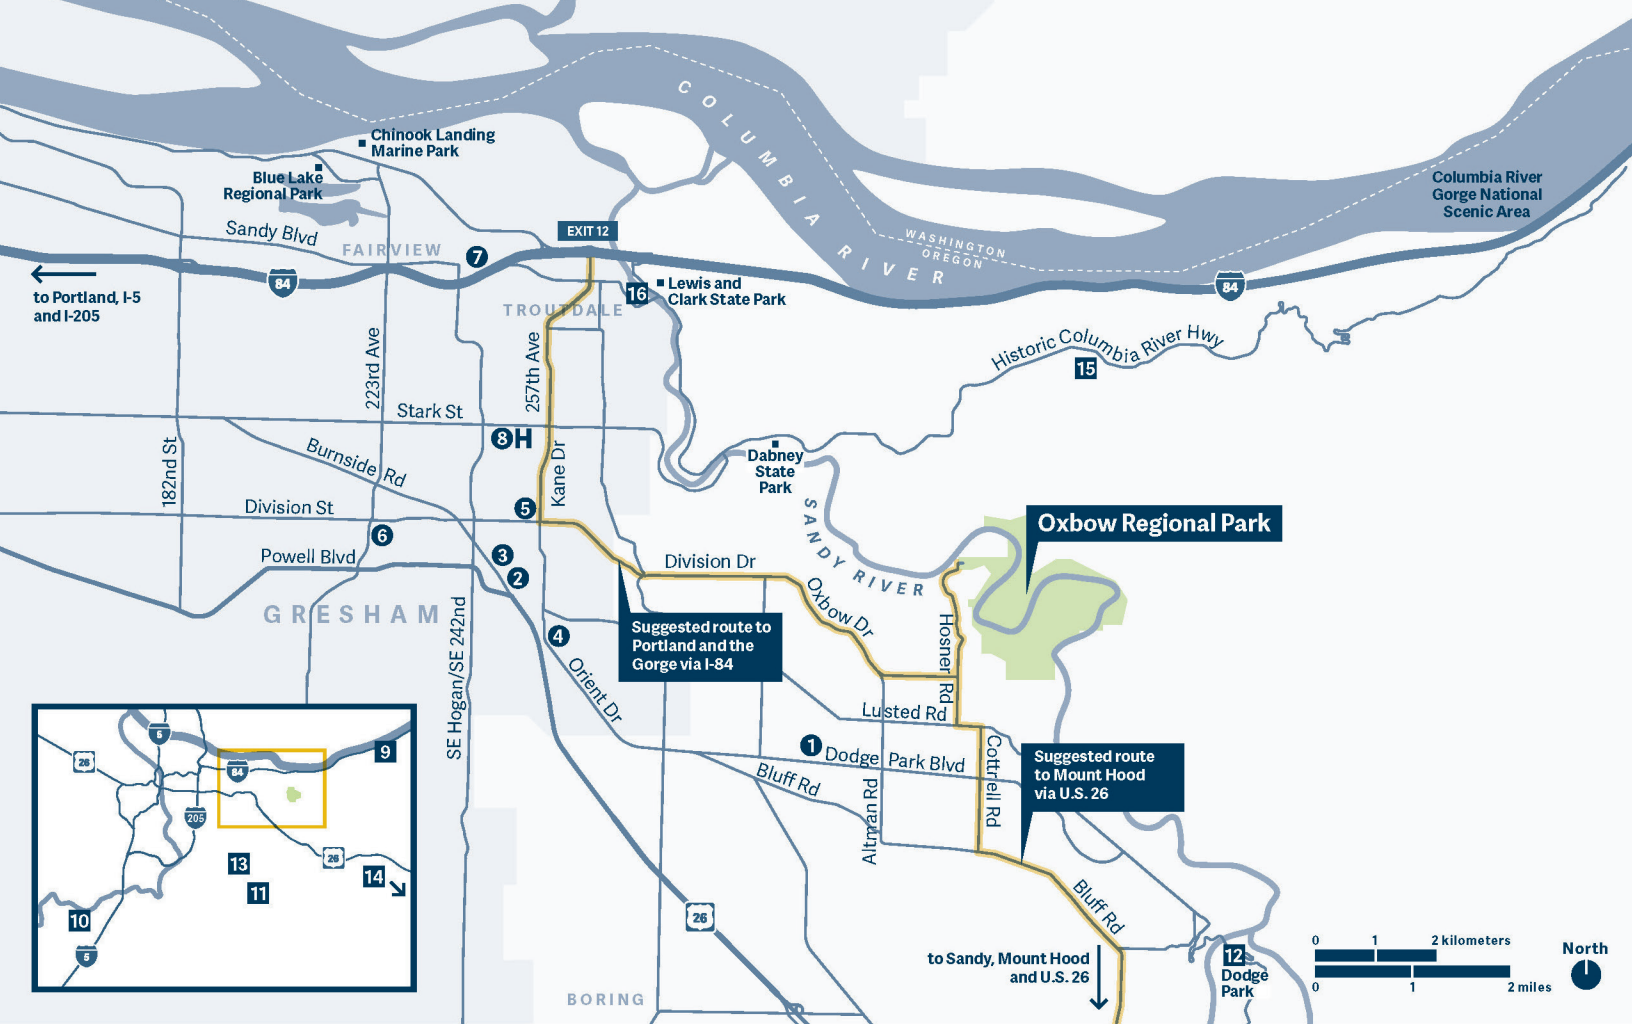 COLUMBIA RIVER
Chinook Landing
Marine Park
Blue Lake
Regional Park
Columbia River
Gorge National
Scenic Area
Sandy Blvd
FAIRVIEW
EXIT 12
7
WASHINGTON
OREGON
to Portland, I-5
and I-205
84
84
16
Lewis and
Clark State Park
TROUTDALE
Historic Columbia River Hwy
15
223rd Ave
257th Ave
Stark St
8 H
182nd St
Burnside Rd
Kane Dr
Dabney
State
Park
Division St
5
6
SANDY RIVER
Oxbow Regional Park
Powell Blvd
3
2
Division Dr
Oxbow Dr
GRESHAM
SE Hogan/SE 242nd
4
Orient Dr
Suggested route to
Portland and the
Gorge via I-84
Hosner Rd
Lusted Rd
1
Dodge Park Blvd
Bluff Rd
Altman Rd
Cottrell Rd
Suggested route
to Mount Hood
via U.S. 26
Bluff Rd
26
to Sandy, Mount Hood
and U.S. 26
BORING
12
Dodge
Park
5
26
84
9
205
26
13
14
11
10
5
0 1 2 kilometers
0 1 2 miles
North